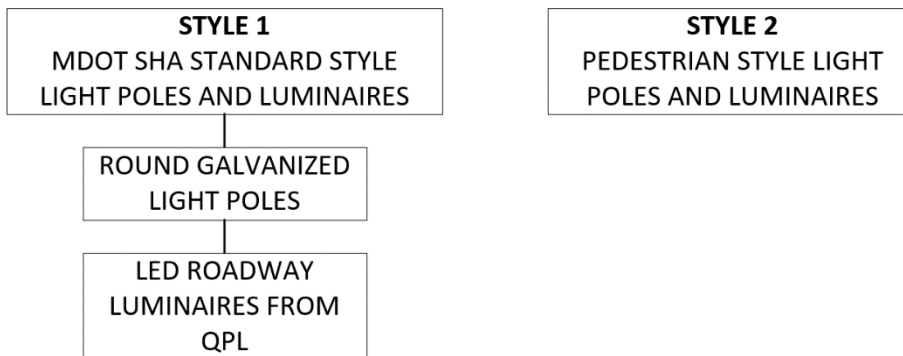 STYLE 1
MDOT SHA STANDARD STYLE
LIGHT POLES AND LUMINAIRES
ROUND GALVANIZED
LIGHT POLES
LED ROADWAY
LUMINAIRES FROM
QPL
STYLE 2
PEDESTRIAN STYLE LIGHT
POLES AND LUMINAIRES